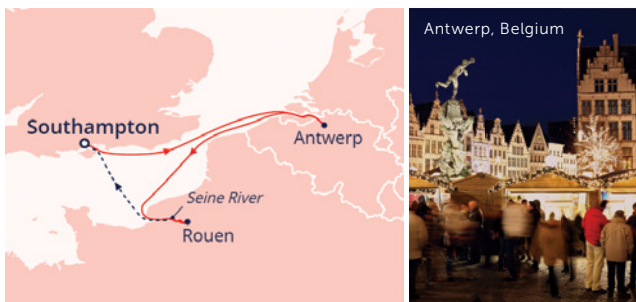 Southampton
Antwerp
Seine River
Rouen
Antwerp, Belgium